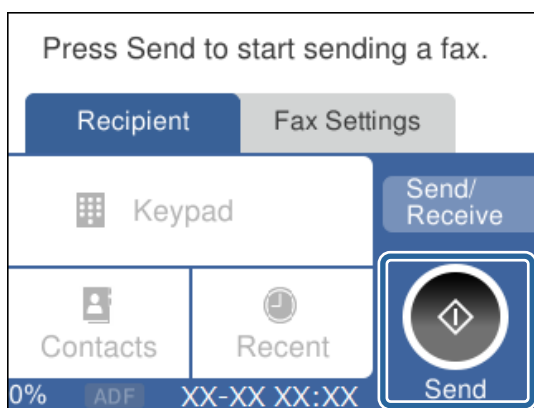 Press Send to start sending a fax.
Recipient
Fax Settings
Keypad
Send/
Receive
Contacts
Recent
Send
0%
ADF
XX-XX XX:XX